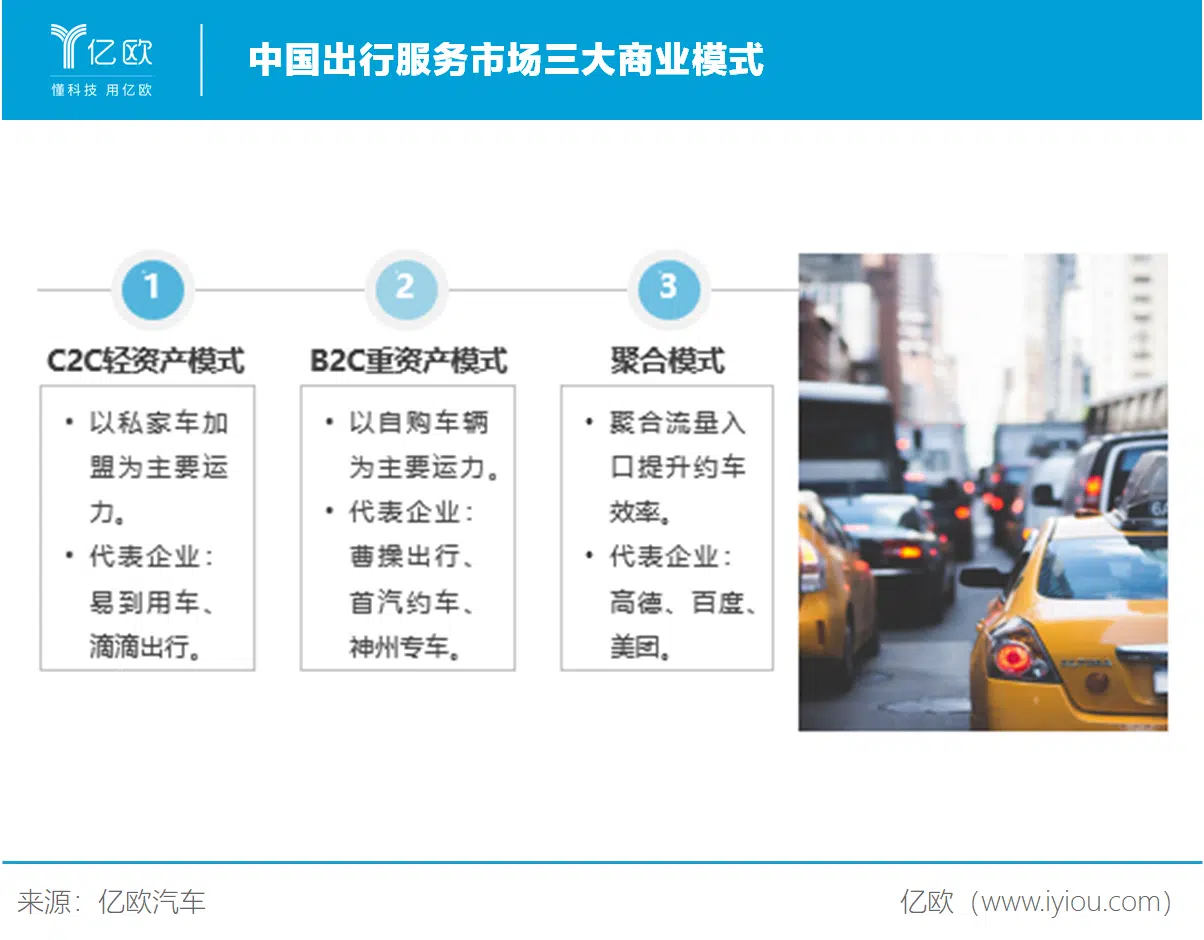 亿欧
懂科技 用亿欧
中国出行服务市场三大商业模式
1
C2C轻资产模式
• 以私家车加
盟为主要运
力。
• 代表企业：
易到用车、
滴滴出行。
2
B2C重资产模式
• 以自购车辆
为主要运力。
• 代表企业：
曹操出行、
首汽约车、
神州专车。
3
聚合模式
• 聚合流量入
口提升约车
效率。
• 代表企业：
高德、百度、
美团。
来源：亿欧汽车
亿欧（www.iyiou.com）